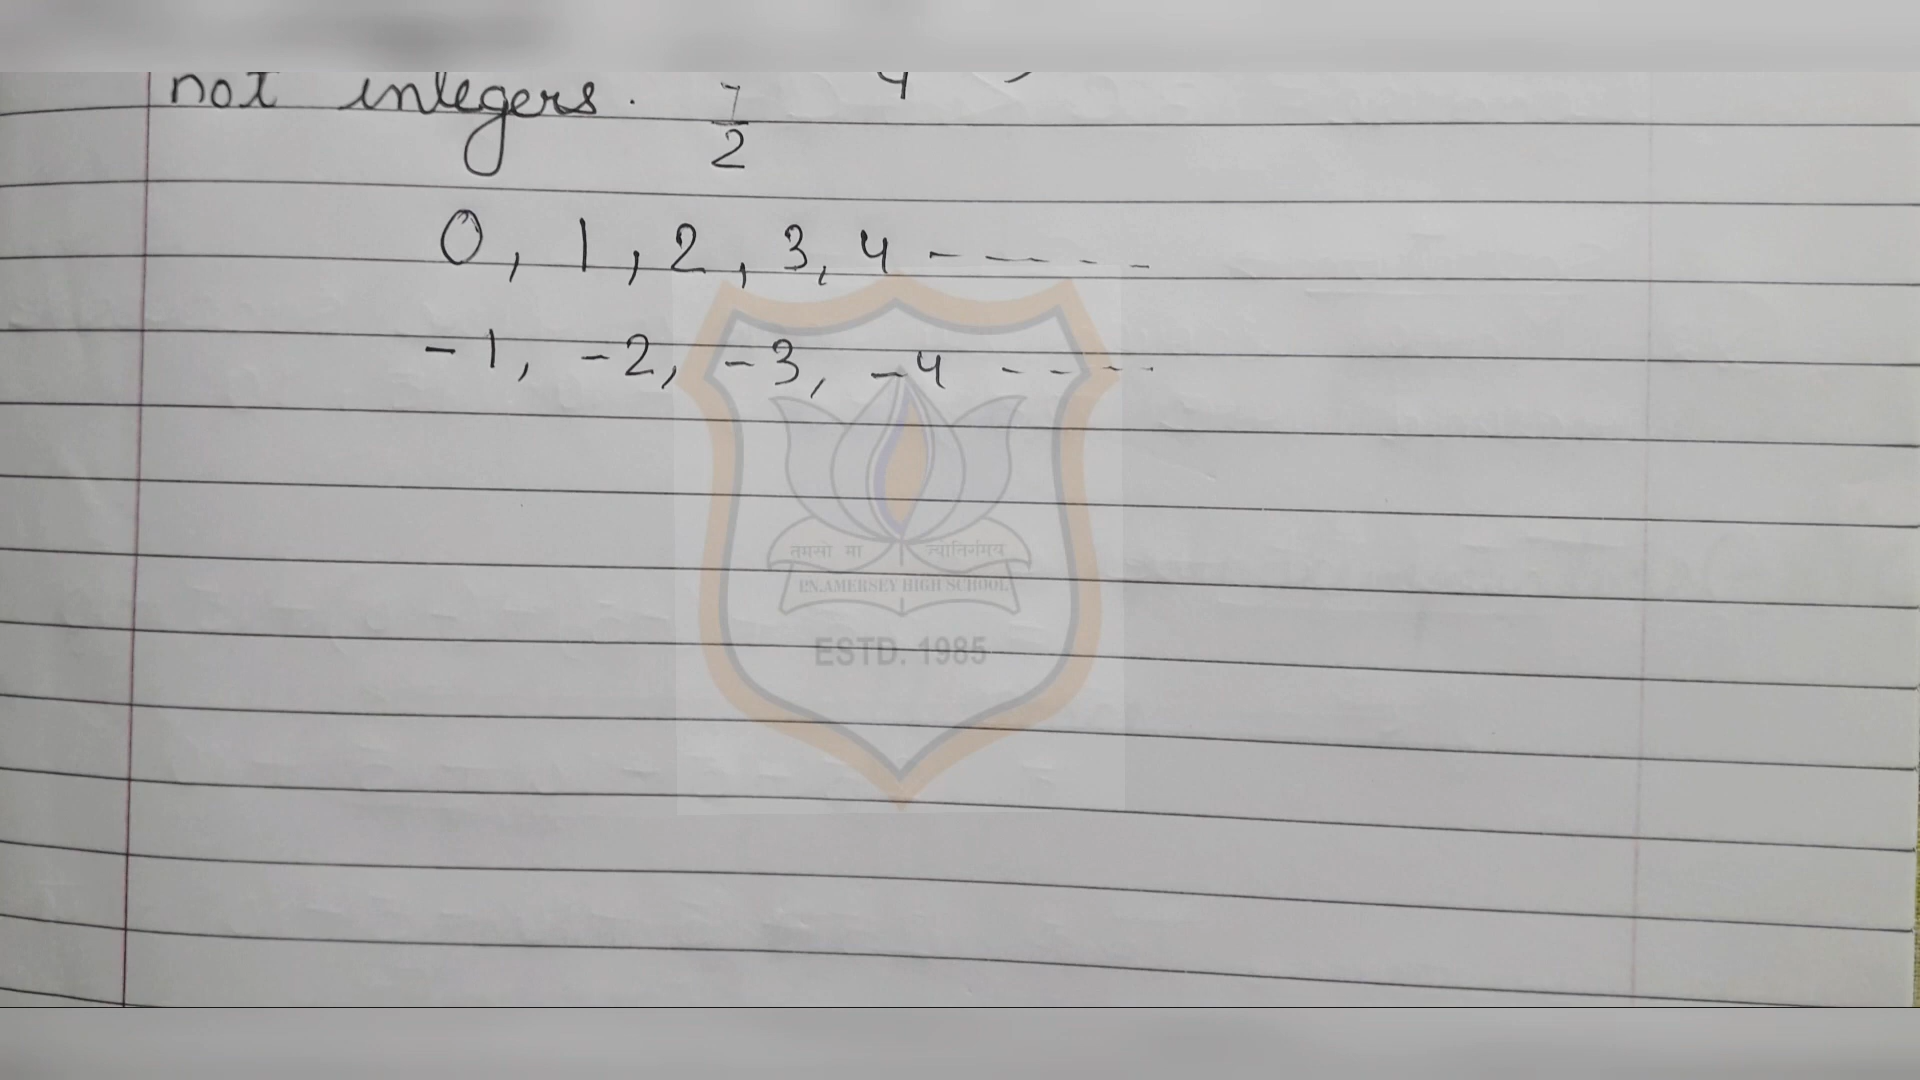 not integers. 7/2 4
0, 1, 2, 3, 4 - - - - -
-1, -2, -3, -4 - - - -
तमसो मा ज्योतिर्गमय
P.N.AMERSEY HIGH SCHOOL
ESTD. 1985